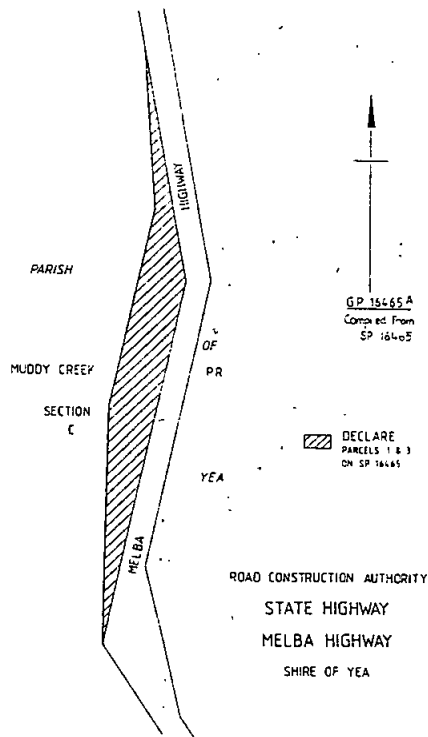 HIGHWAY
PARISH
OF
PR
GP 16465 A
Compiled From
SP 16465
MUDDY CREEK
SECTION
C
DECLARE
PARCELS 1 & 3
ON SP 16465
YEA
MELBA
ROAD CONSTRUCTION AUTHORITY
STATE HIGHWAY
MELBA HIGHWAY
SHIRE OF YEA